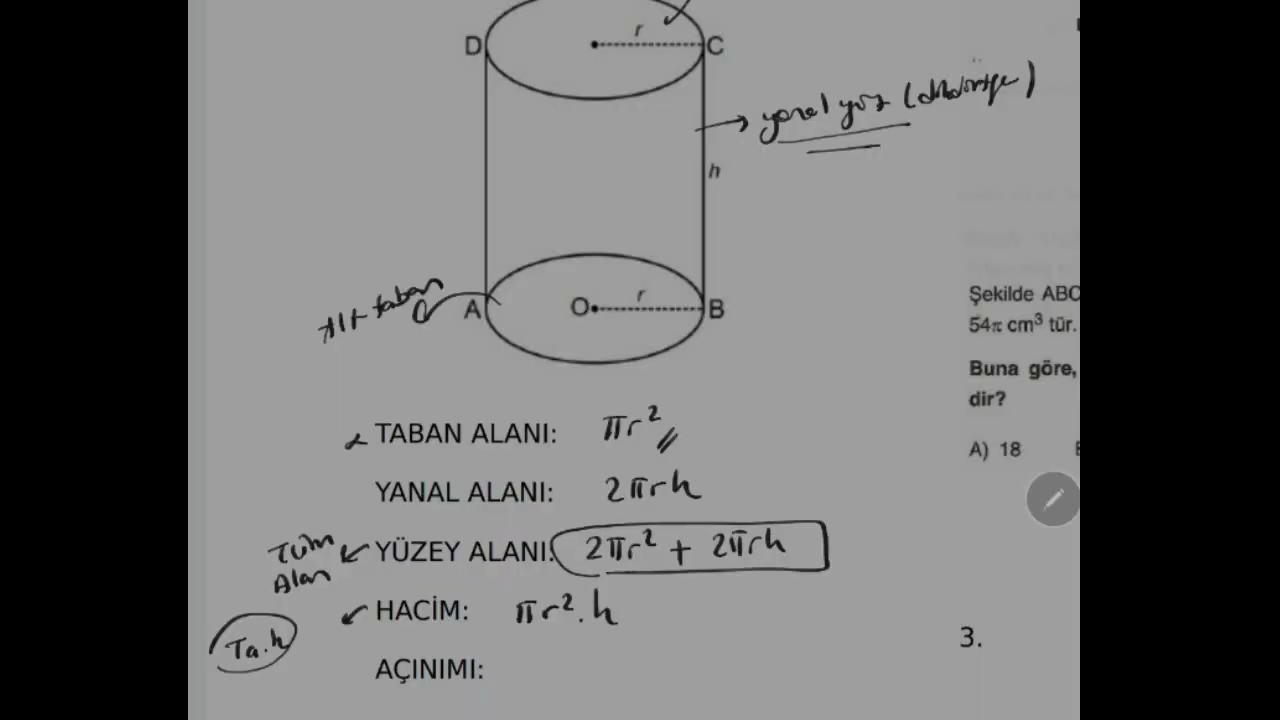 r
D
C
yanal yüz (dikdörtge)
h
Alt taban
A
O
r
B
Şekilde ABC
54π cm³ tür.
Buna göre,
dir?
A) 18
TABAN ALANI: πr²
YANAL ALANI: 2πrh
Tüm Alan
YÜZEY ALANI: 2πr² + 2πrh
HACİM: πr².h
Ta.h
3.
AÇINIMI: